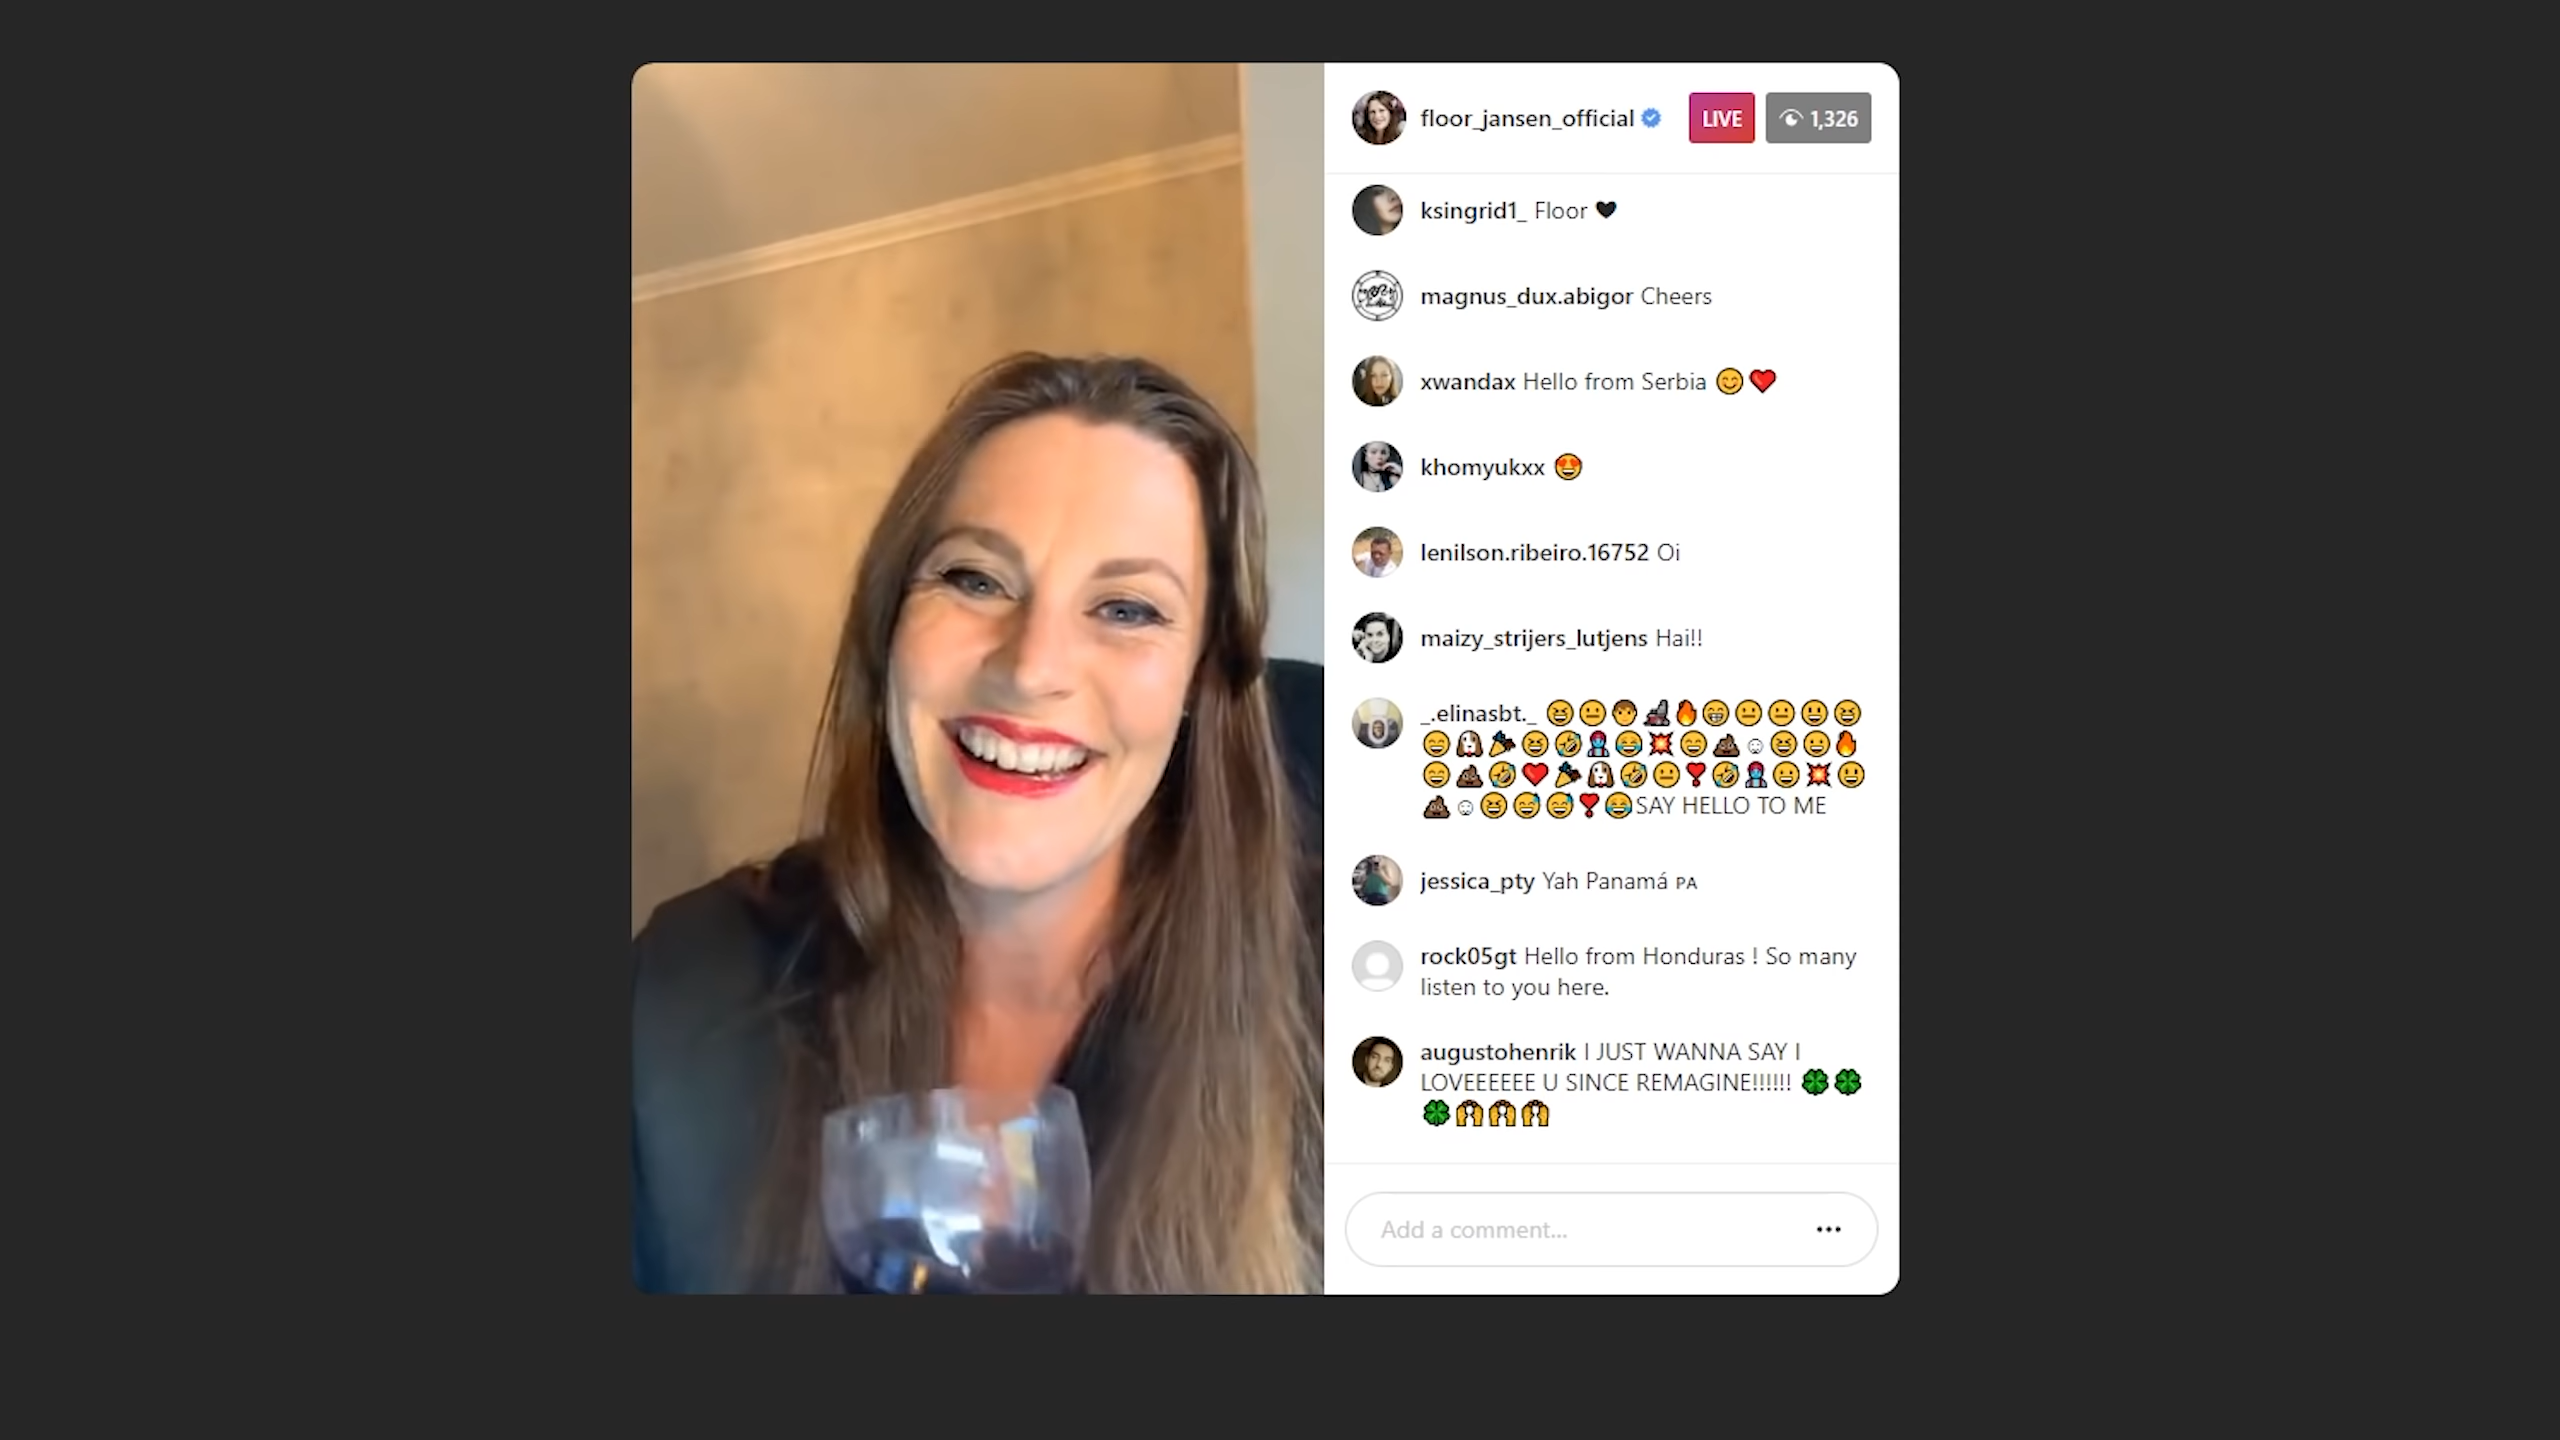 floor_jansen_official LIVE 1,326
ksingrid1_ Floor 🖤
magnus_dux.abigor Cheers
xwandax Hello from Serbia 😊❤️
khomyukxx 😍
lenilson.ribeiro.16752 Oi
maizy_strijers_lutjens Hai!!
_.elinasbt._
SAY HELLO TO ME
jessica_pty Yah Panamá PA
rock05gt Hello from Honduras ! So many
listen to you here.
augustohenrik I JUST WANNA SAY I
LOVEEEEEE U SINCE REMAGINE!!!!!! 🍀🍀
🍀🙌🙌🙌
Add a comment...